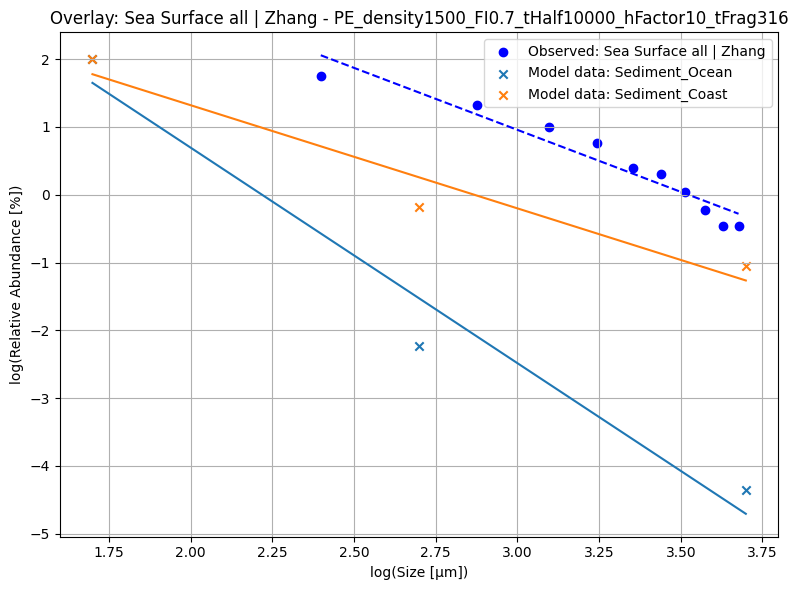 Overlay: Sea Surface all | Zhang - PE_density1500_FI0.7_tHalf10000_hFactor10_tFrag316
Observed: Sea Surface all | Zhang
Model data: Sediment_Ocean
Model data: Sediment_Coast
log(Relative Abundance [%])
2
1
0
−1
−2
−3
−4
−5
1.75
2.00
2.25
2.50
2.75
3.00
3.25
3.50
3.75
log(Size [μm])